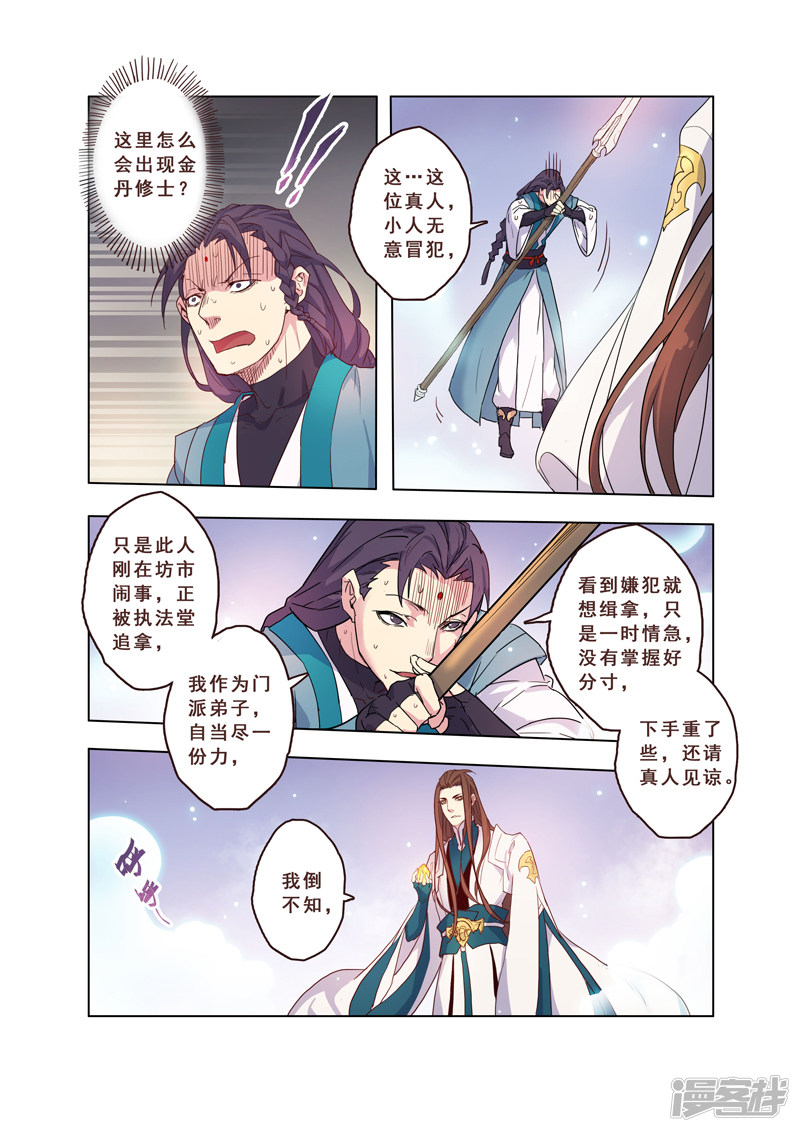 这里怎么
会出现金
丹修士？
!!
这…这
位真人，
小人无
意冒犯，
只是此人
刚在坊市
闹事，正
被执法堂
追拿，
我作为门
派弟子，
自当尽一
份力，
看到嫌犯就
想缉拿，只
是一时情急，
没有掌握好
分寸，
下手重了
些，还请
真人见谅。
我倒
不知，
漫客栈